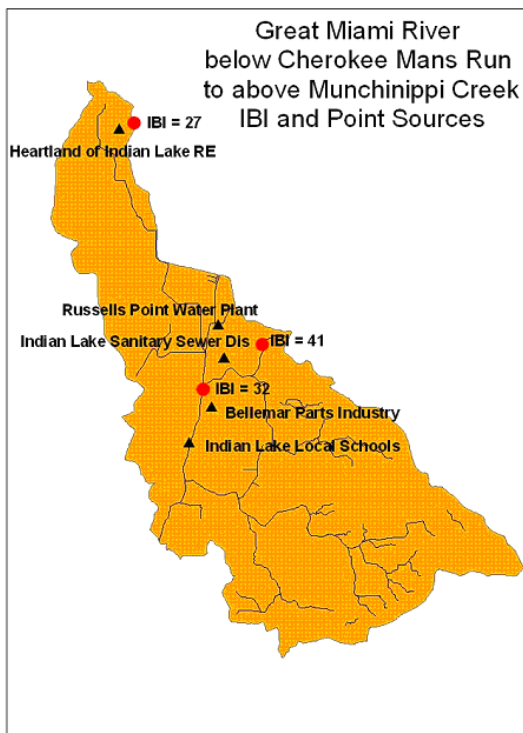 Great Miami River
below Cherokee Mans Run
to above Munchinippi Creek
IBI and Point Sources
IBI = 27
Heartland of Indian Lake RE
Russells Point Water Plant
Indian Lake Sanitary Sewer Dis
IBI = 41
IBI = 32
Bellemar Parts Industry
Indian Lake Local Schools